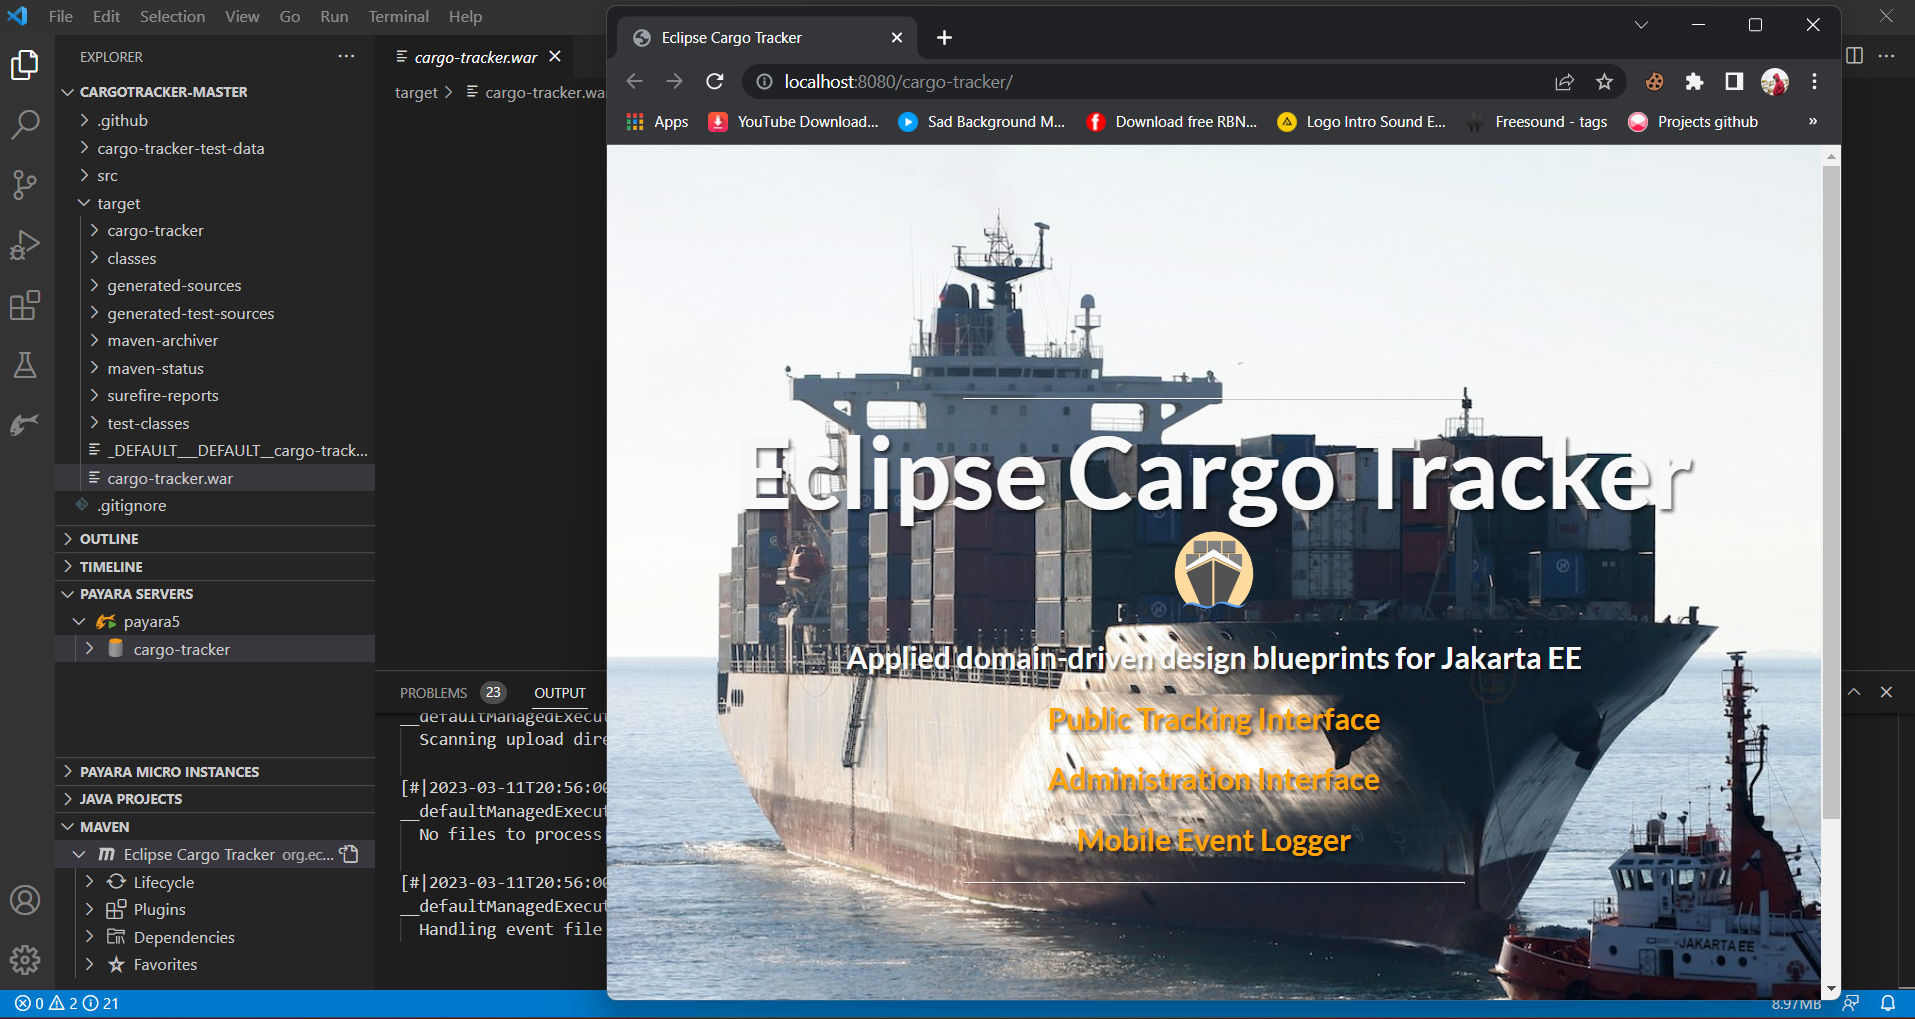 File Edit Selection View Go Run Terminal Help
EXPLORER
CARGOTRACKER-MASTER
.github
cargo-tracker-test-data
src
target
cargo-tracker
classes
generated-sources
generated-test-sources
maven-archiver
maven-status
surefire-reports
test-classes
_DEFAULT___DEFAULT__cargo-track...
cargo-tracker.war
.gitignore
OUTLINE
TIMELINE
PAYARA SERVERS
payara5
cargo-tracker
PAYARA MICRO INSTANCES
JAVA PROJECTS
MAVEN
Eclipse Cargo Tracker org.ec...
Lifecycle
Plugins
Dependencies
Favorites
0 2 21
cargo-tracker.war
target > cargo-tracker.wa
PROBLEMS 23 OUTPUT
__defaultManagedExecut
Scanning upload dire
[#|2023-03-11T20:56:00
__defaultManagedExecut
No files to process
[#|2023-03-11T20:56:00
__defaultManagedExecut
Handling event file
Eclipse Cargo Tracker
localhost:8080/cargo-tracker/
Apps YouTube Download... Sad Background M... Download free RBN... Logo Intro Sound E... Freesound - tags Projects github »
Eclipse Cargo Tracker
Applied domain-driven design blueprints for Jakarta EE
Public Tracking Interface
Administration Interface
Mobile Event Logger
JAKARTA EE
8.97MB